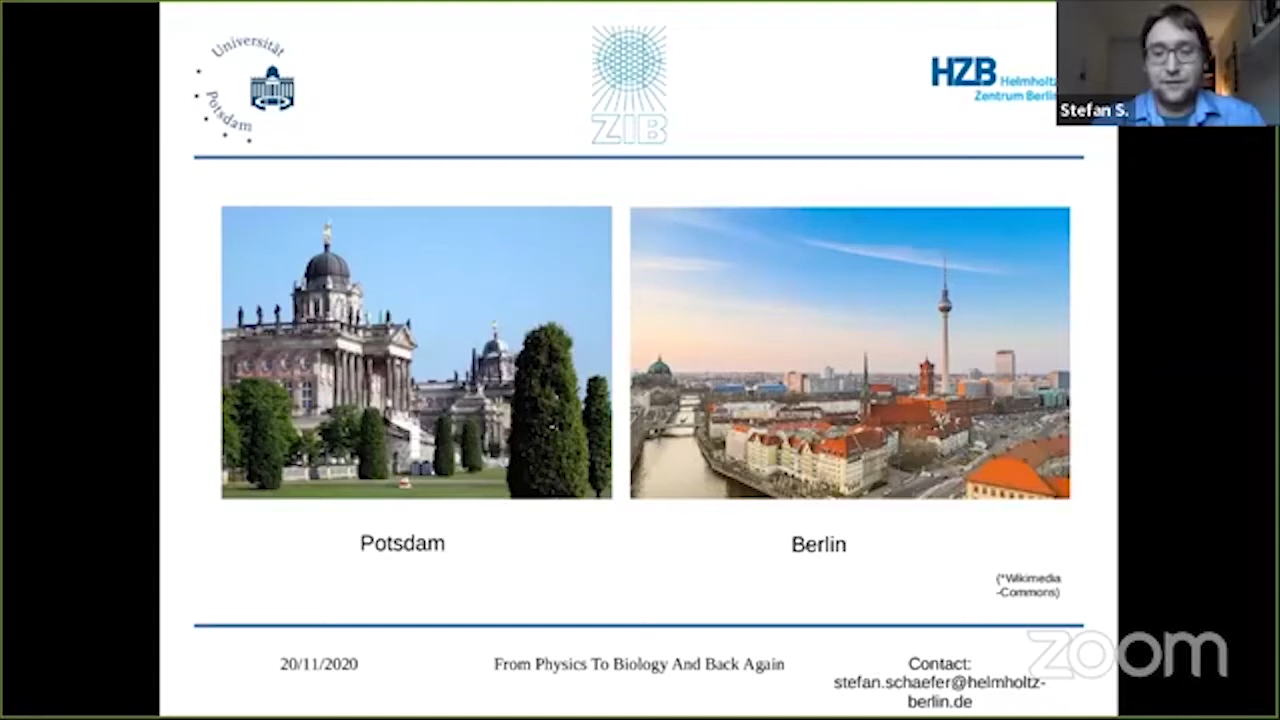 Universität
Potsdam
ZIB
HZB Helmholtz
Zentrum Berlin
Stefan S.
Potsdam
Berlin
(*Wikimedia
-Commons)
20/11/2020
From Physics To Biology And Back Again
Contact:
stefan.schaefer@helmholtz-
berlin.de
zoom